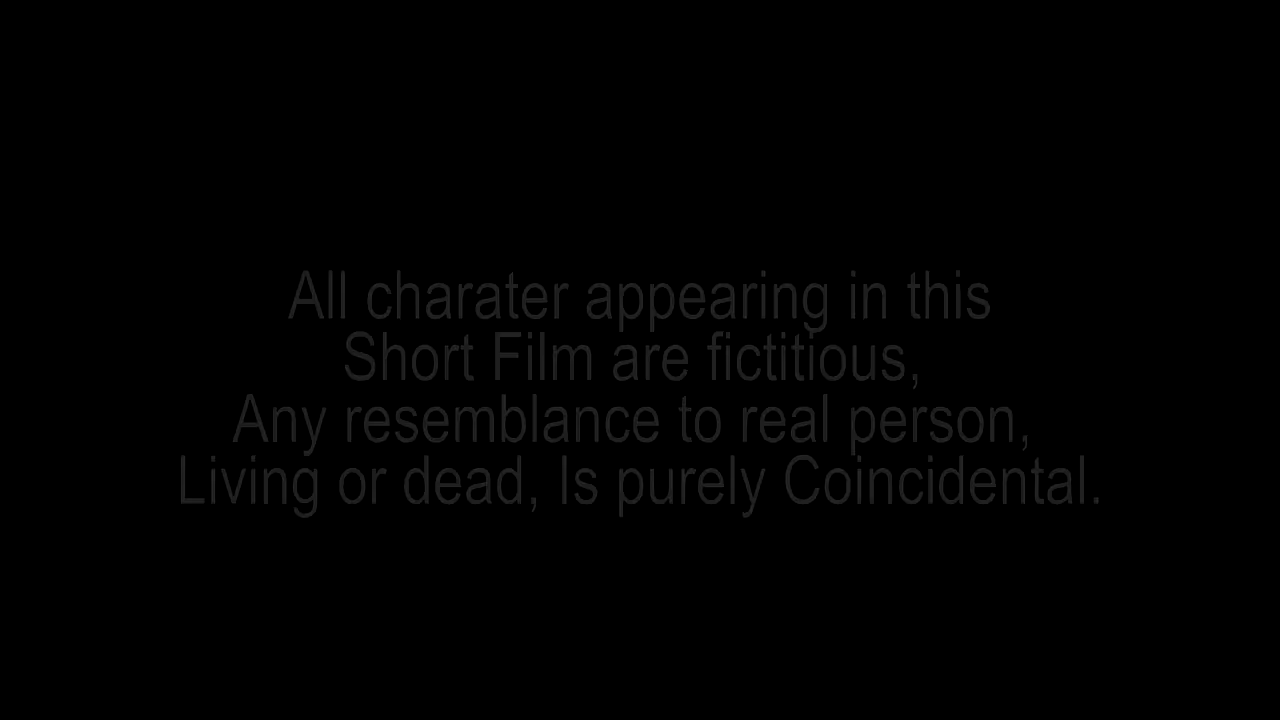 All charater appearing in this
Short Film are fictitious,
Any resemblance to real person,
Living or dead, Is purely Coincidental.